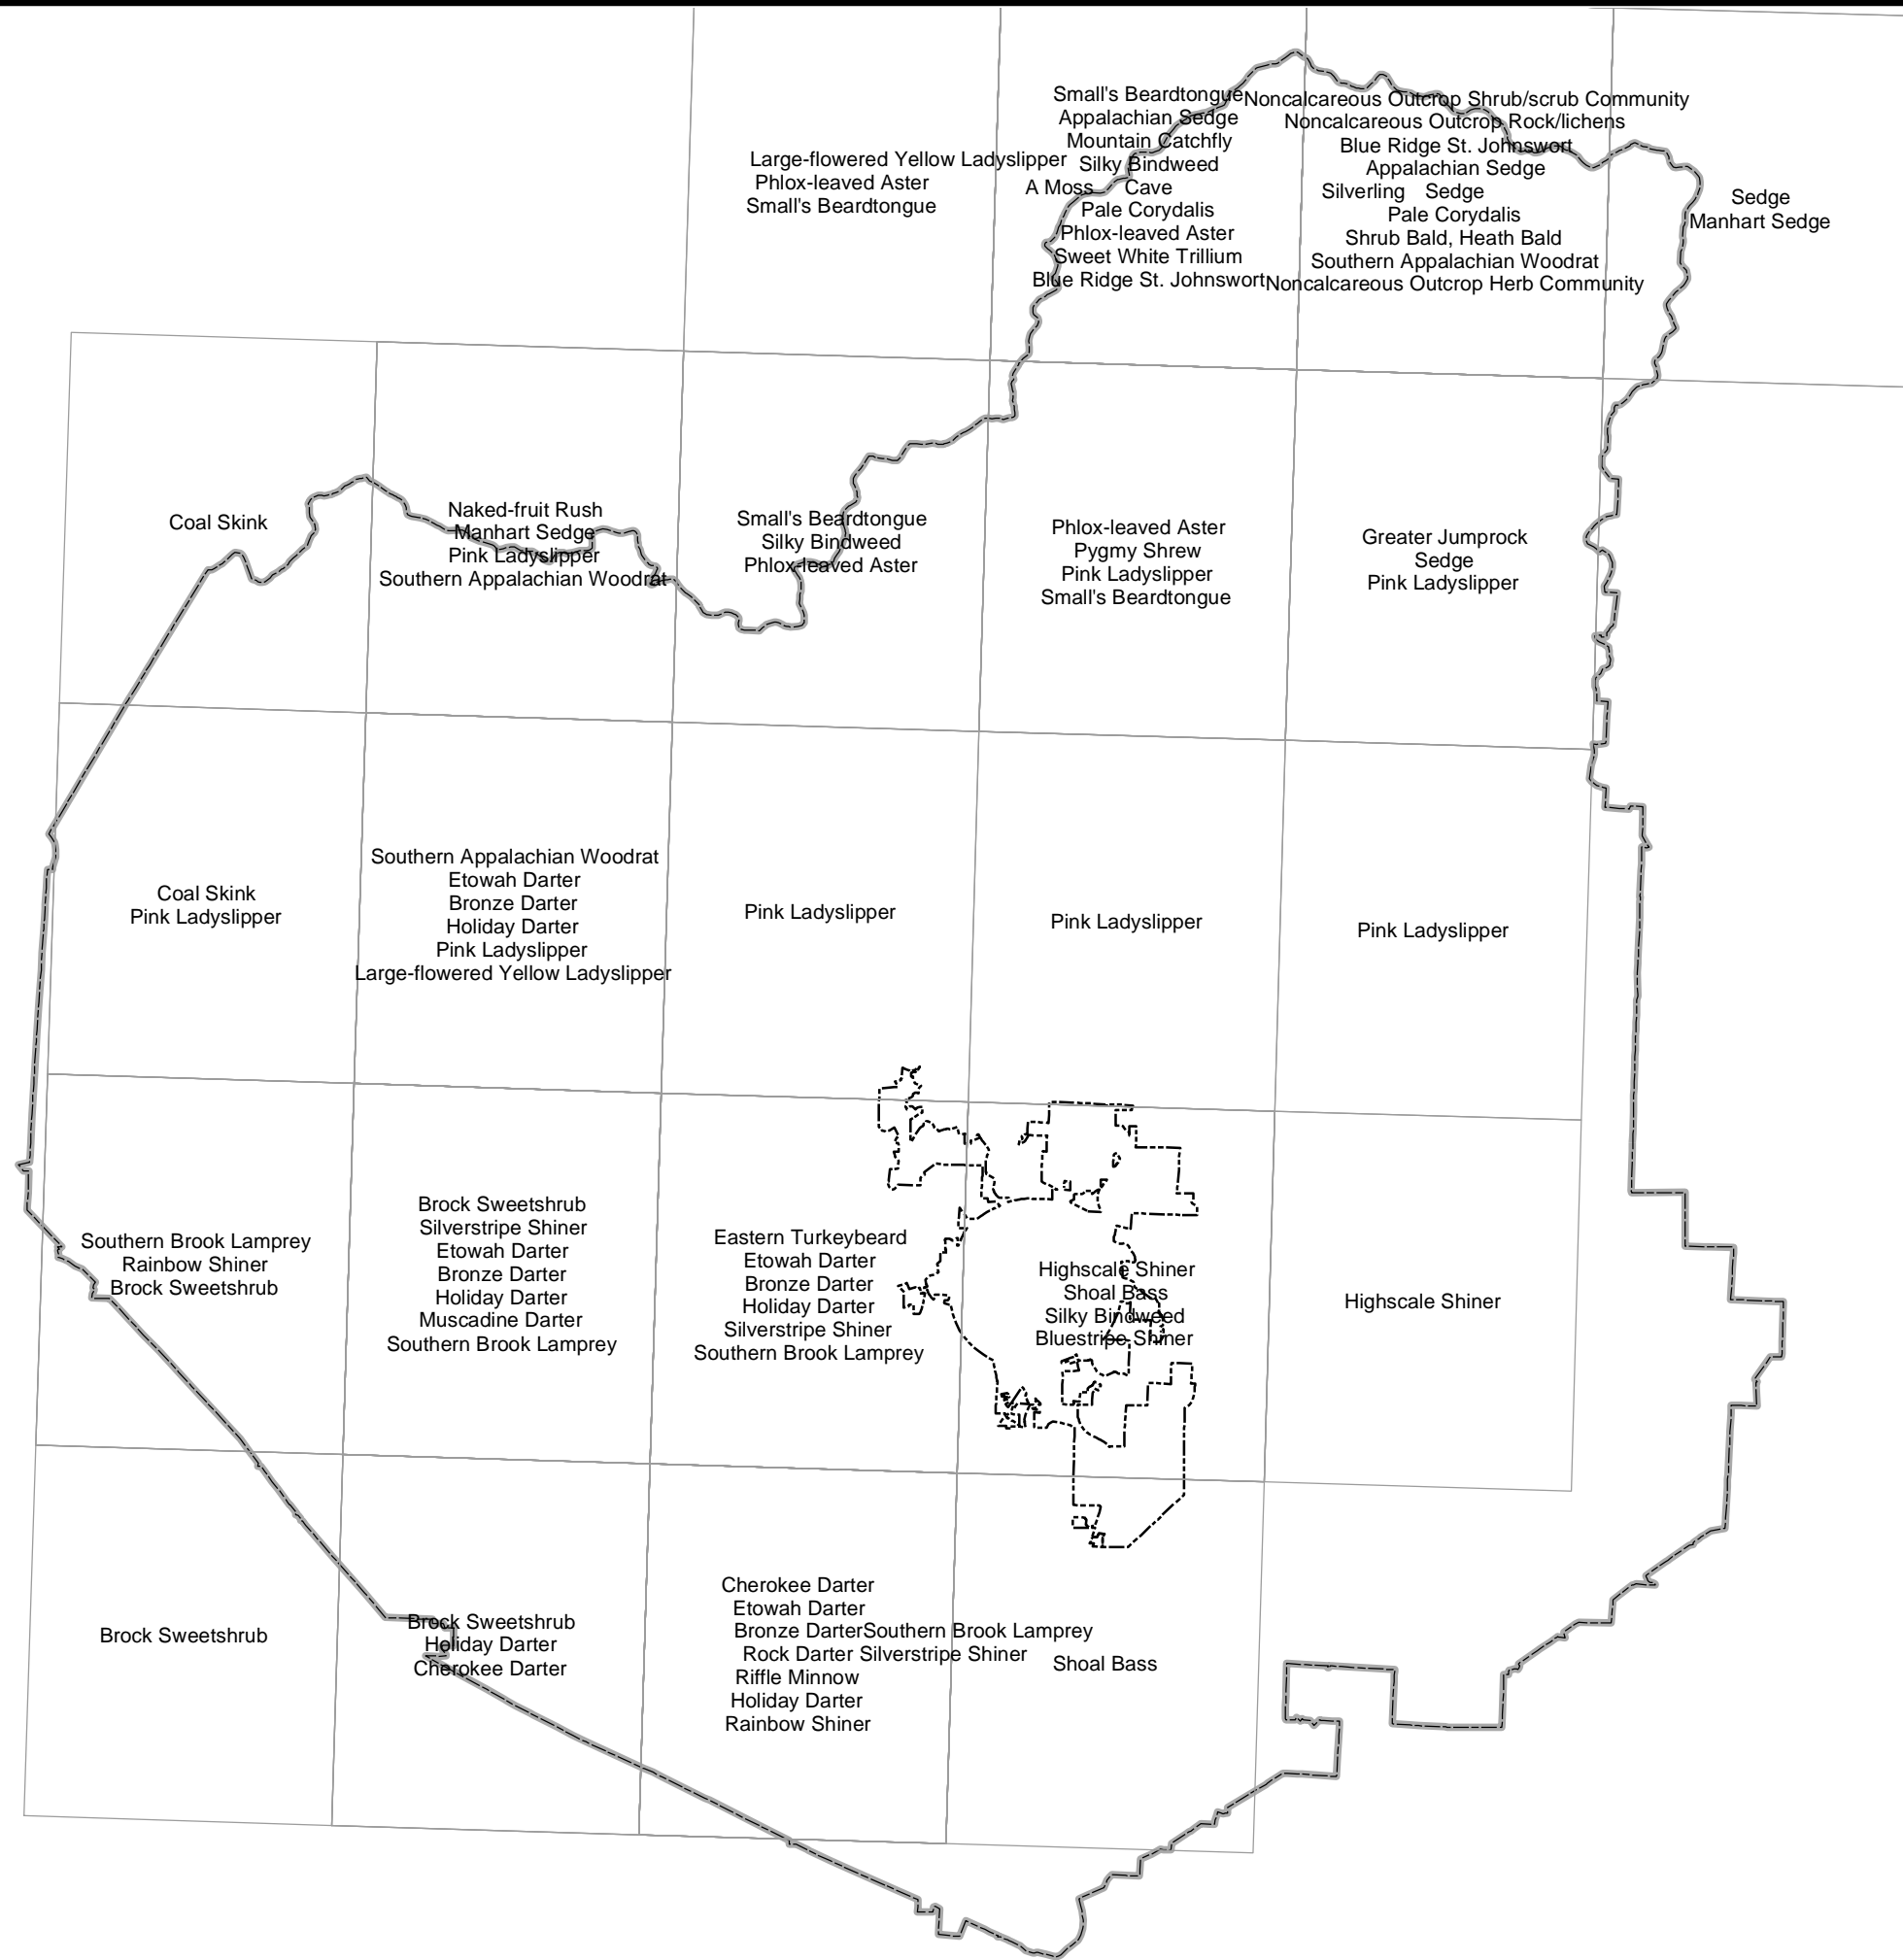 Large-flowered Yellow Ladyslipper
Phlox-leaved Aster
Small's Beardtongue
Small's Beardtongue
Appalachian Sedge
Mountain Catchfly
Silky Bindweed
A Moss Cave
Pale Corydalis
Phlox-leaved Aster
Sweet White Trillium
Blue Ridge St. Johnswort
Noncalcareous Outcrop Shrub/scrub Community
Noncalcareous Outcrop Rock/lichens
Blue Ridge St. Johnswort
Appalachian Sedge
Silverling Sedge
Pale Corydalis
Shrub Bald, Heath Bald
Southern Appalachian Woodrat
Noncalcareous Outcrop Herb Community
Sedge
Manhart Sedge
Coal Skink
Naked-fruit Rush
Manhart Sedge
Pink Ladyslipper
Southern Appalachian Woodrat
Small's Beardtongue
Silky Bindweed
Phlox-leaved Aster
Phlox-leaved Aster
Pygmy Shrew
Pink Ladyslipper
Small's Beardtongue
Greater Jumprock
Sedge
Pink Ladyslipper
Coal Skink
Pink Ladyslipper
Southern Appalachian Woodrat
Etowah Darter
Bronze Darter
Holiday Darter
Pink Ladyslipper
Large-flowered Yellow Ladyslipper
Pink Ladyslipper
Pink Ladyslipper
Pink Ladyslipper
Southern Brook Lamprey
Rainbow Shiner
Brock Sweetshrub
Brock Sweetshrub
Silverstripe Shiner
Etowah Darter
Bronze Darter
Holiday Darter
Muscadine Darter
Southern Brook Lamprey
Eastern Turkeybeard
Etowah Darter
Bronze Darter
Holiday Darter
Silverstripe Shiner
Southern Brook Lamprey
Highscale Shiner
Shoal Bass
Silky Bindweed
Bluestripe Shiner
Highscale Shiner
Brock Sweetshrub
Brock Sweetshrub
Holiday Darter
Cherokee Darter
Cherokee Darter
Etowah Darter
Bronze Darter Southern Brook Lamprey
Rock Darter Silverstripe Shiner
Riffle Minnow
Holiday Darter
Rainbow Shiner
Shoal Bass